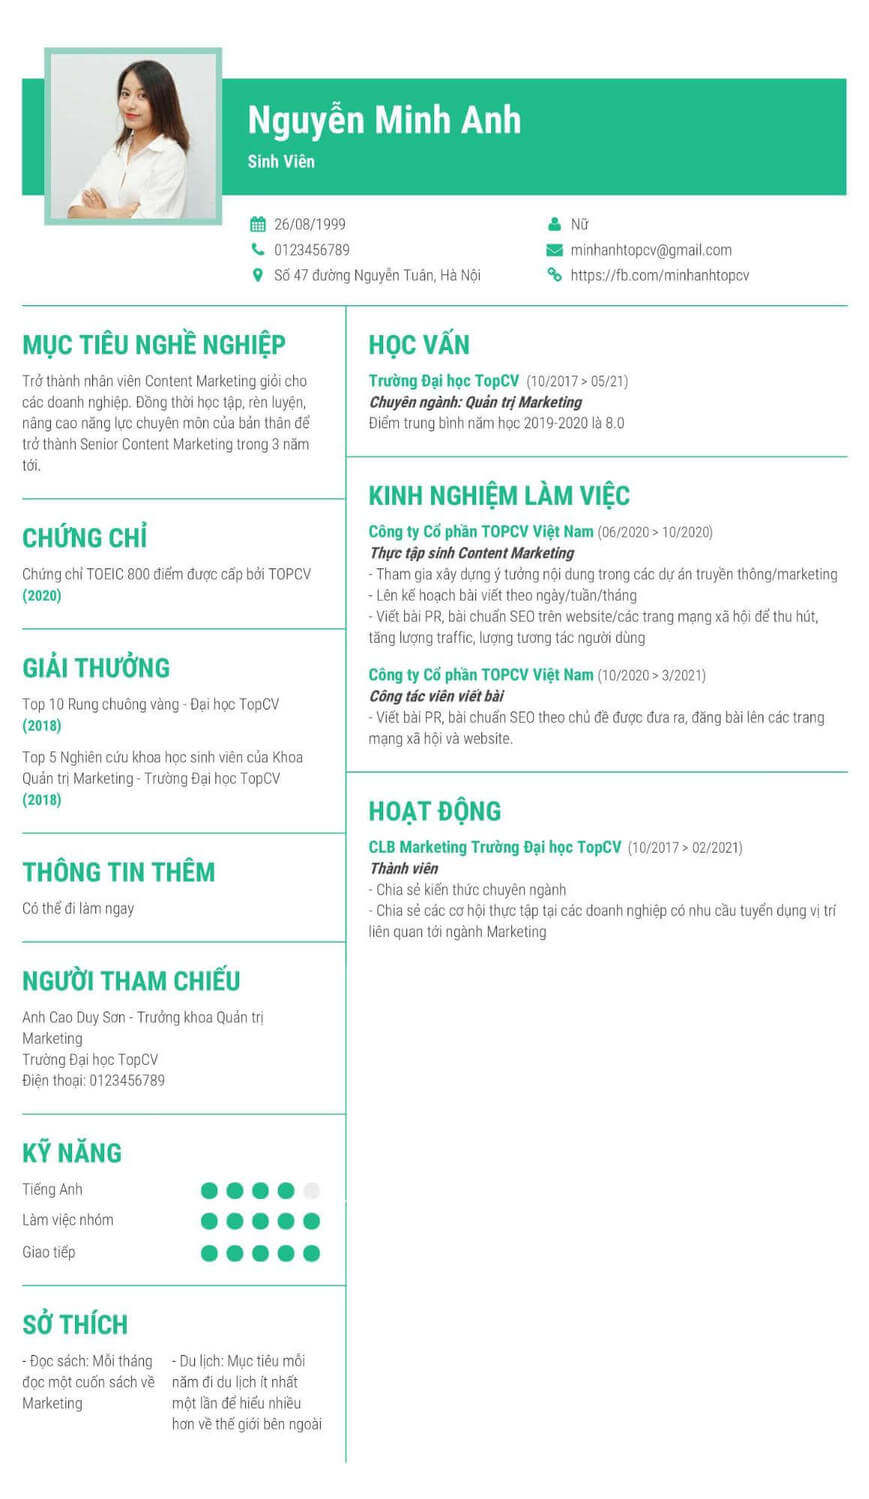 Nguyễn Minh Anh
Sinh Viên
26/08/1999
Nữ
0123456789
minhanhtopcv@gmail.com
Số 47 đường Nguyễn Tuân, Hà Nội
https://fb.com/minhanhtopcv
MỤC TIÊU NGHỀ NGHIỆP
Trở thành nhân viên Content Marketing giỏi cho
các doanh nghiệp. Đồng thời học tập, rèn luyện,
nâng cao năng lực chuyên môn của bản thân để
trở thành Senior Content Marketing trong 3 năm
tới.
CHỨNG CHỈ
Chứng chỉ TOEIC 800 điểm được cấp bởi TOPCV
(2020)
GIẢI THƯỞNG
Top 10 Rung chuông vàng - Đại học TopCV
(2018)
Top 5 Nghiên cứu khoa học sinh viên của Khoa
Quản trị Marketing - Trường Đại học TopCV
(2018)
THÔNG TIN THÊM
Có thể đi làm ngay
NGƯỜI THAM CHIẾU
Anh Cao Duy Sơn - Trưởng khoa Quản trị
Marketing
Trường Đại học TopCV
Điện thoại: 0123456789
KỸ NĂNG
Tiếng Anh
Làm việc nhóm
Giao tiếp
SỞ THÍCH
- Đọc sách: Mỗi tháng
đọc một cuốn sách về
Marketing
- Du lịch: Mục tiêu mỗi
năm đi du lịch ít nhất
một lần để hiểu nhiều
hơn về thế giới bên ngoài
HỌC VẤN
Trường Đại học TopCV (10/2017 > 05/21)
Chuyên ngành: Quản trị Marketing
Điểm trung bình năm học 2019-2020 là 8.0
KINH NGHIỆM LÀM VIỆC
Công ty Cổ phần TOPCV Việt Nam (06/2020 > 10/2020)
Thực tập sinh Content Marketing
- Tham gia xây dựng ý tưởng nội dung trong các dự án truyền thông/marketing
- Lên kế hoạch bài viết theo ngày/tuần/tháng
- Viết bài PR, bài chuẩn SEO trên website/các trang mạng xã hội để thu hút,
tăng lượng traffic, lượng tương tác người dùng
Công ty Cổ phần TOPCV Việt Nam (10/2020 > 3/2021)
Công tác viên viết bài
- Viết bài PR, bài chuẩn SEO theo chủ đề được đưa ra, đăng bài lên các trang
mạng xã hội và website.
HOẠT ĐỘNG
CLB Marketing Trường Đại học TopCV (10/2017 > 02/2021)
Thành viên
- Chia sẻ kiến thức chuyên ngành
- Chia sẻ các cơ hội thực tập tại các doanh nghiệp có nhu cầu tuyển dụng vị trí
liên quan tới ngành Marketing